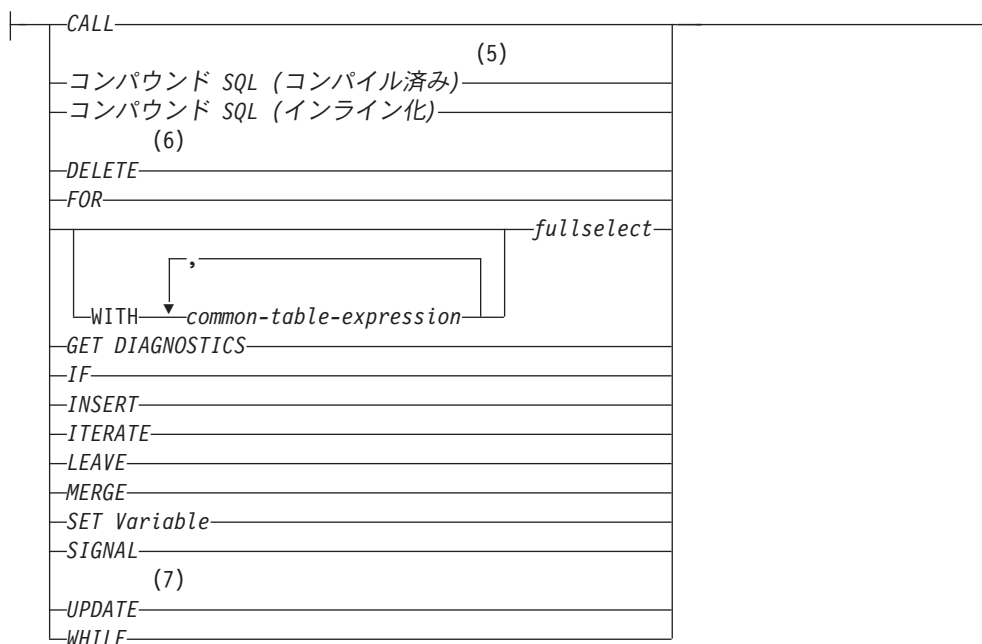 CALL
(5)
コンパウンド SQL (コンパイル済み)
コンパウンド SQL (インライン化)
(6)
DELETE
FOR
fullselect
,
WITH common-table-expression
GET DIAGNOSTICS
IF
INSERT
ITERATE
LEAVE
MERGE
SET Variable
SIGNAL
(7)
UPDATE
WHILE